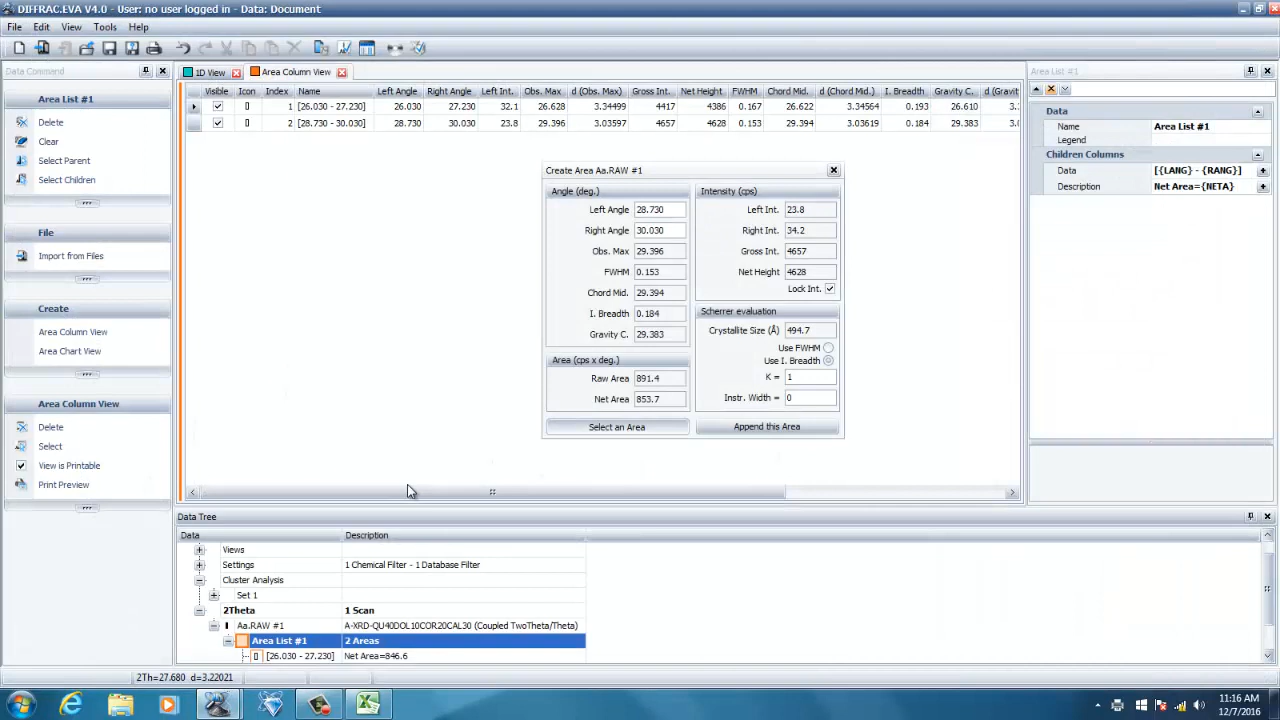 DIFFRAC.EVA V4.0 - User: no user logged in - Data: Document
File Edit View Tools Help
Data Command
Area List #1
Delete
Clear
Select Parent
Select Children
File
Import from Files
Create
Area Column View
Area Chart View
Area Column View
Delete
Select
View is Printable
Print Preview
1D View Area Column View
Visible Icon Index Name Left Angle Right Angle Left Int. Obs. Max d (Obs. Max) Gross Int. Net Height FWHM Chord Mid. d (Chord Mid.) I. Breadth Gravity C. d (Gravit
1 [26.030 - 27.230] 26.030 27.230 32.1 26.628 3.34499 4417 4386 0.167 26.622 3.34564 0.193 26.610 3.
2 [28.730 - 30.030] 28.730 30.030 23.8 29.396 3.03597 4657 4628 0.153 29.394 3.03619 0.184 29.383 3.0
Create Area Aa.RAW #1
Angle (deg.)
Left Angle 28.730
Right Angle 30.030
Obs. Max 29.396
FWHM 0.153
Chord Mid. 29.394
I. Breadth 0.184
Gravity C. 29.383
Area (cps x deg.)
Raw Area 891.4
Net Area 853.7
Select an Area
Intensity (cps)
Left Int. 23.8
Right Int. 34.2
Gross Int. 4657
Net Height 4628
Lock Int.
Scherrer evaluation
Crystallite Size (Å) 494.7
Use FWHM
Use I. Breadth
K = 1
Instr. Width = 0
Append this Area
Area List #1
Data
Name Area List #1
Legend
Children Columns
Data [{LANG} - {RANG}]
Description Net Area={NETA}
Data Tree
Data Description
Views
Settings 1 Chemical Filter - 1 Database Filter
Cluster Analysis
Set 1
2Theta 1 Scan
Aa.RAW #1 A-XRD-QU40DOL10COR20CAL30 (Coupled TwoTheta/Theta)
Area List #1 2 Areas
[26.030 - 27.230] Net Area=846.6
2Th=27.680 d=3.22021
11:16 AM
12/7/2016